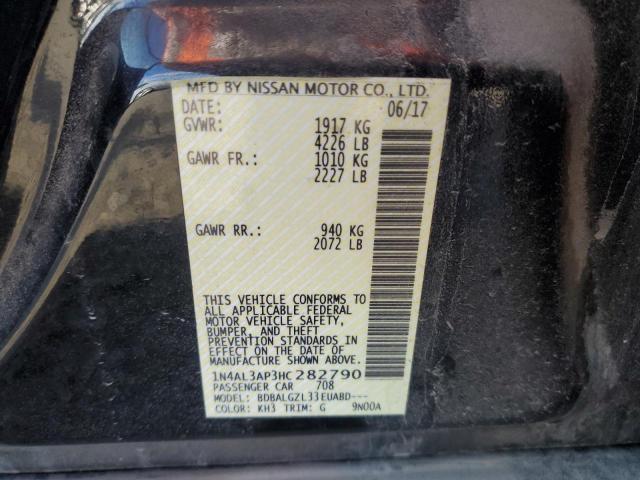 MFD BY NISSAN MOTOR CO., LTD.
DATE: 06/17
GVWR: 1917 KG
4226 LB
GAWR FR.: 1010 KG
2227 LB
GAWR RR.: 940 KG
2072 LB
THIS VEHICLE CONFORMS TO
ALL APPLICABLE FEDERAL
MOTOR VEHICLE SAFETY,
BUMPER, AND THEFT
PREVENTION STANDARDS IN
EFFECT ON THE DATE OF
MANUFACTURE SHOWN ABOVE.
1N4AL3AP3HC282790
PASSENGER CAR 708
MODEL: BDBALGZL33EUABD---
COLOR: KH3 TRIM: G 9N00A